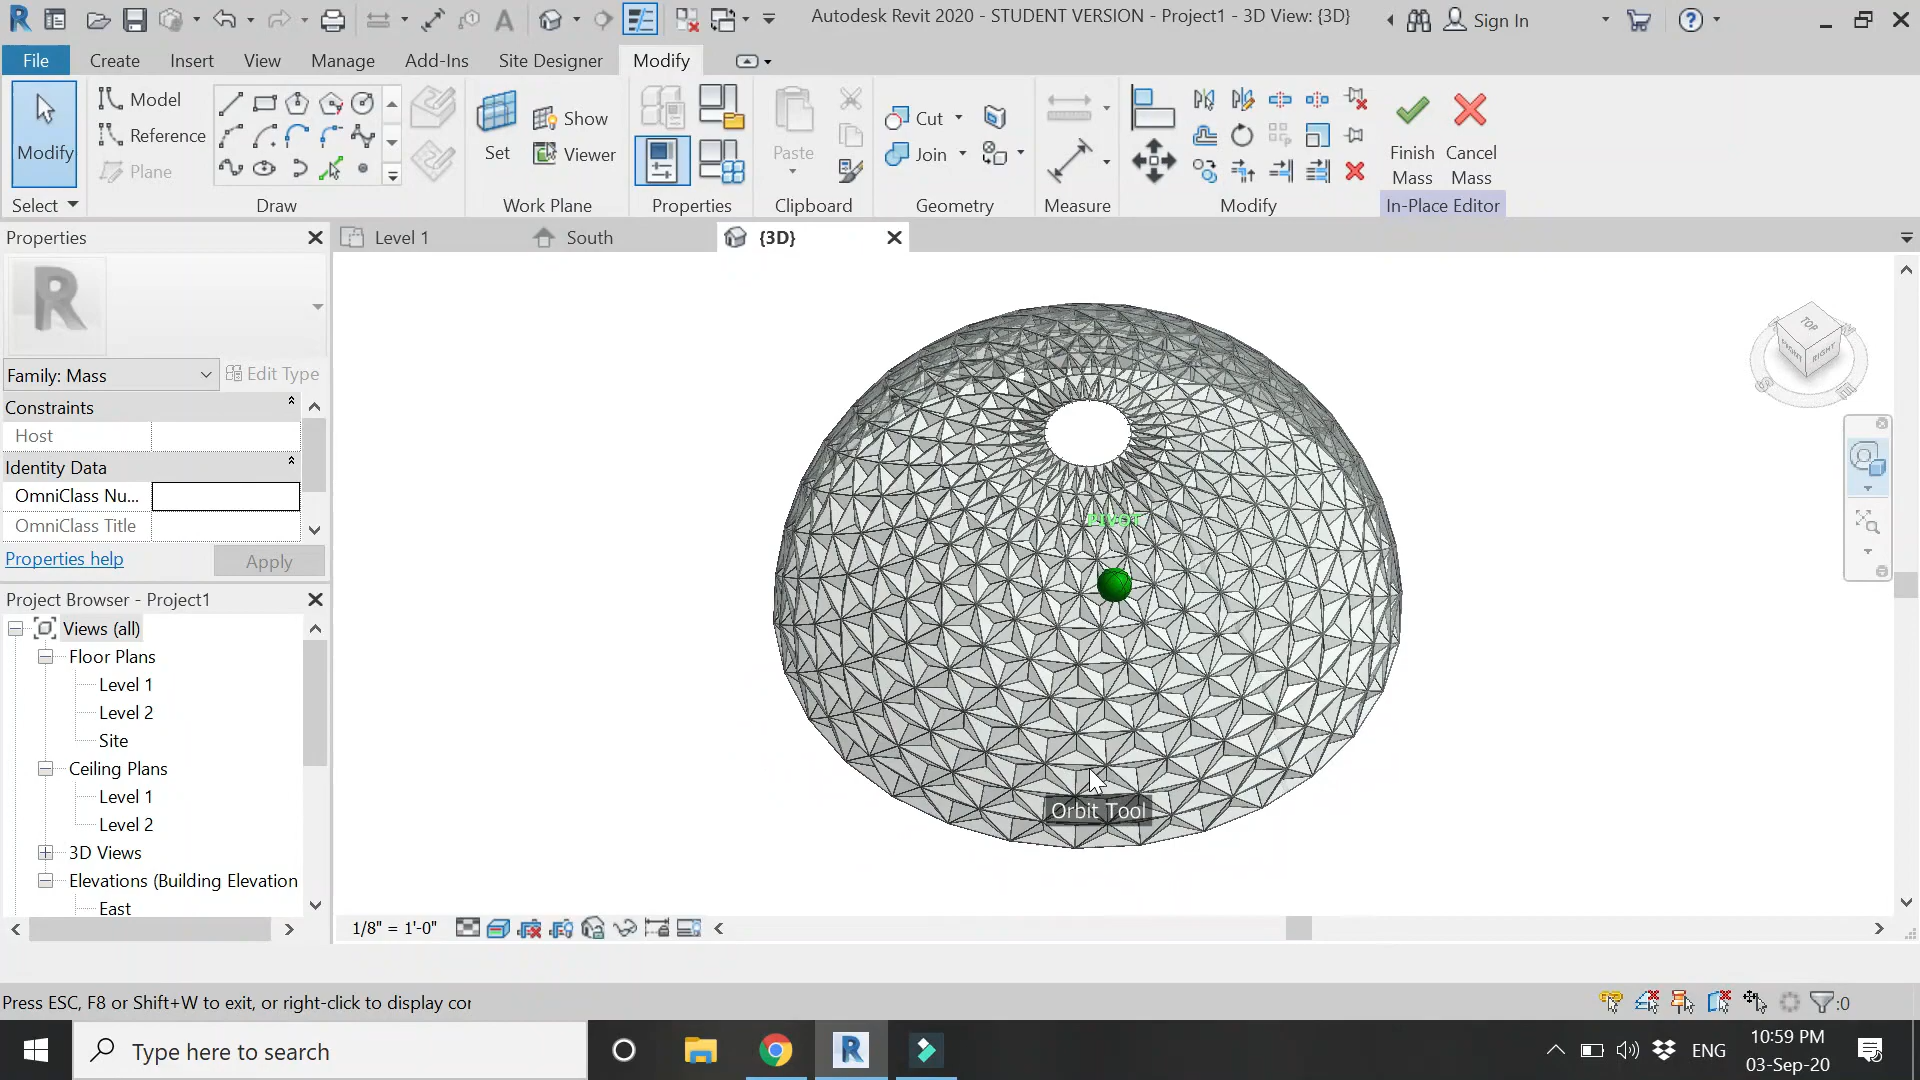 Autodesk Revit 2020 - STUDENT VERSION - Project1 - 3D View: {3D}
Sign In
File Create Insert View Manage Add-Ins Site Designer Modify
Modify
Model
Reference
Plane
Set
Show
Viewer
Paste
Cut
Join
Finish Mass
Cancel Mass
Select Draw Work Plane Properties Clipboard Geometry Measure Modify In-Place Editor
Properties
Level 1
South
{3D}
R
Family: Mass
Edit Type
Constraints
Host
Identity Data
OmniClass Nu...
OmniClass Title
Properties help
Apply
Project Browser - Project1
Views (all)
Floor Plans
Level 1
Level 2
Site
Ceiling Plans
Level 1
Level 2
3D Views
Elevations (Building Elevation
East
TOP
FRONT
RIGHT
PIVOT
Orbit Tool
1/8" = 1'-0"
Press ESC, F8 or Shift+W to exit, or right-click to display cor
:0
Type here to search
ENG
10:59 PM
03-Sep-20